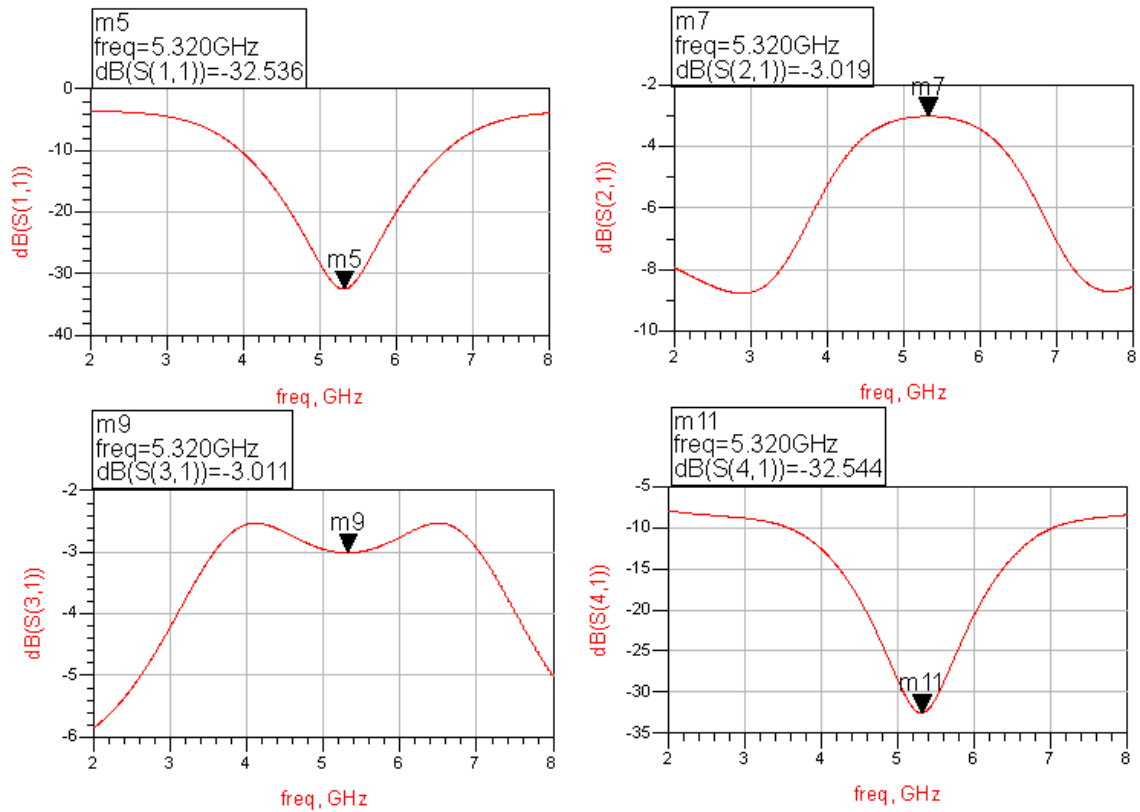 m5
freq=5.320GHz
dB(S(1,1))=-32.536
0
-10
-20
-30
-40
dB(S(1,1))
m5
2 3 4 5 6 7 8
freq, GHz
m7
freq=5.320GHz
dB(S(2,1))=-3.019
-2
-4
-6
-8
-10
dB(S(2,1))
m7
2 3 4 5 6 7 8
freq, GHz
m9
freq=5.320GHz
dB(S(3,1))=-3.011
-2
-3
-4
-5
-6
dB(S(3,1))
m9
2 3 4 5 6 7 8
freq, GHz
m11
freq=5.320GHz
dB(S(4,1))=-32.544
-5
-10
-15
-20
-25
-30
-35
dB(S(4,1))
m11
2 3 4 5 6 7 8
freq, GHz